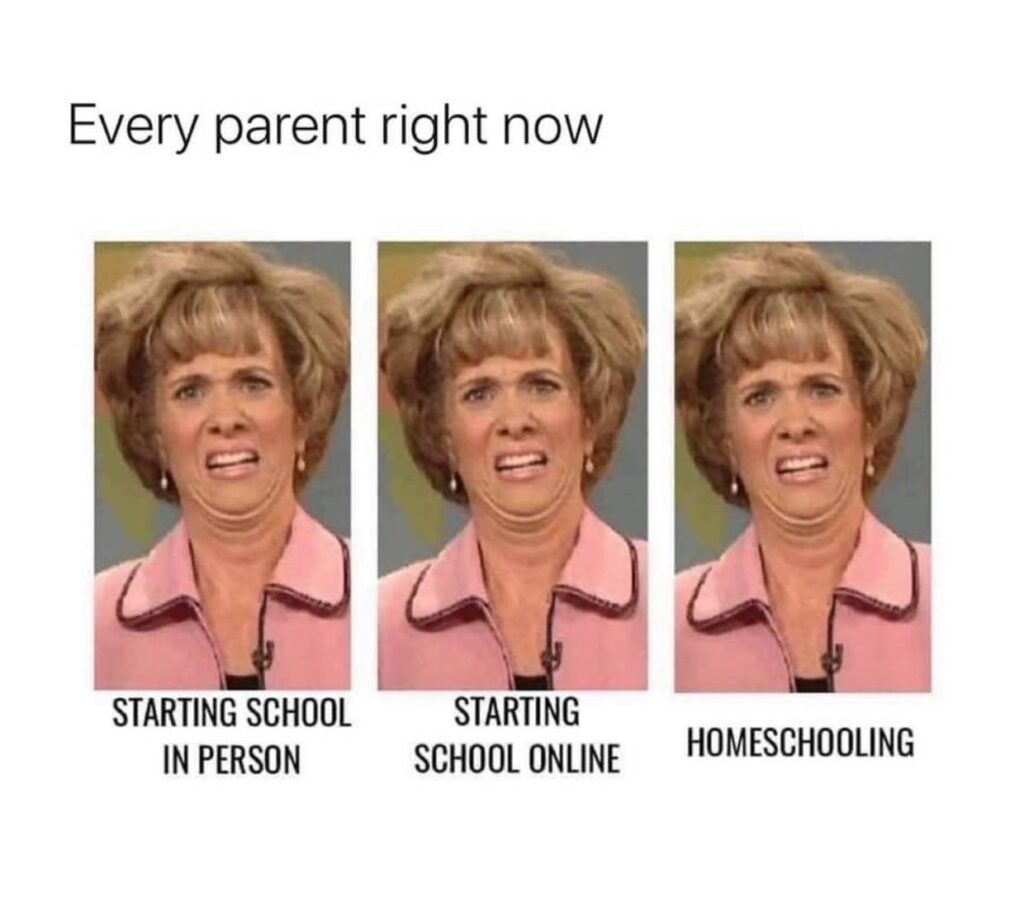 Every parent right now
STARTING SCHOOL
IN PERSON
STARTING
SCHOOL ONLINE
HOMESCHOOLING